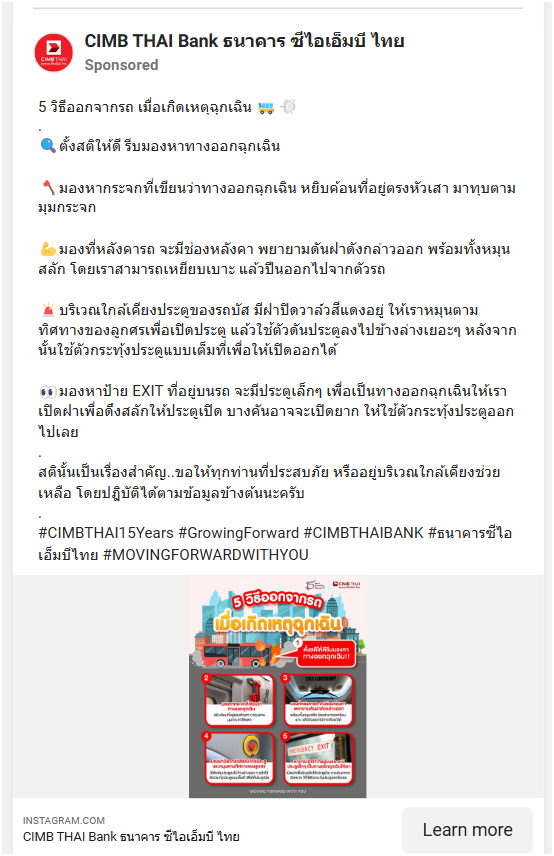 CIMB THAI Bank ธนาคาร ซีไอเอ็มบี ไทย
Sponsored
5 วิธีออกจากรถ เมื่อเกิดเหตุฉุกเฉิน 🚌 💨
.
🔍 ตั้งสติให้ดี รีบมองหาทางออกฉุกเฉิน
🪓 มองหากระจกที่เขียนว่าทางออกฉุกเฉิน หยิบค้อนที่อยู่ตรงหัวเสา มาทุบตาม
มุมกระจก
💪 มองที่หลังคารถ จะมีช่องหลังคา พยายามดันฝาดังกล่าวออก พร้อมทั้งหมุน
สลัก โดยเราสามารถเหยียบเบาะ แล้วปีนออกไปจากตัวรถ
🚨 บริเวณใกล้เคียงประตูของรถบัส มีฝาปิดวาล์วสีแดงอยู่ ให้เราหมุนตาม
ทิศทางของลูกศรเพื่อเปิดประตู แล้วใช้ตัวดันประตูลงไปข้างล่างเยอะๆ หลังจาก
นั้นใช้ตัวกระทุ้งประตูแบบเต็มที่เพื่อให้เปิดออกได้
👀 มองหาป้าย EXIT ที่อยู่บนรถ จะมีประตูเล็กๆ เพื่อเป็นทางออกฉุกเฉินให้เรา
เปิดฝาเพื่อดึงสลักให้ประตูเปิด บางคันอาจจะเปิดยาก ให้ใช้ตัวกระทุ้งประตูออก
ไปเลย
.
สตินั้นเป็นเรื่องสำคัญ..ขอให้ทุกท่านที่ประสบภัย หรืออยู่บริเวณใกล้เคียงช่วย
เหลือ โดยปฏิบัติได้ตามข้อมูลข้างต้นนะครับ
.
#CIMBTHAI15Years #GrowingForward #CIMBTHAIBANK #ธนาคารซีไอ
เอ็มบีไทย #MOVINGFORWARDWITHYOU
CIMB THAI
5 วิธีออกจากรถ
เมื่อเกิดเหตุฉุกเฉิน
1
ตั้งสติให้ดีรีบมองหา
ทางออกฉุกเฉิน!!
2
3
4
5
EMERGENCY EXIT
MOVING FORWARD WITH YOU
INSTAGRAM.COM
CIMB THAI Bank ธนาคาร ซีไอเอ็มบี ไทย
Learn more